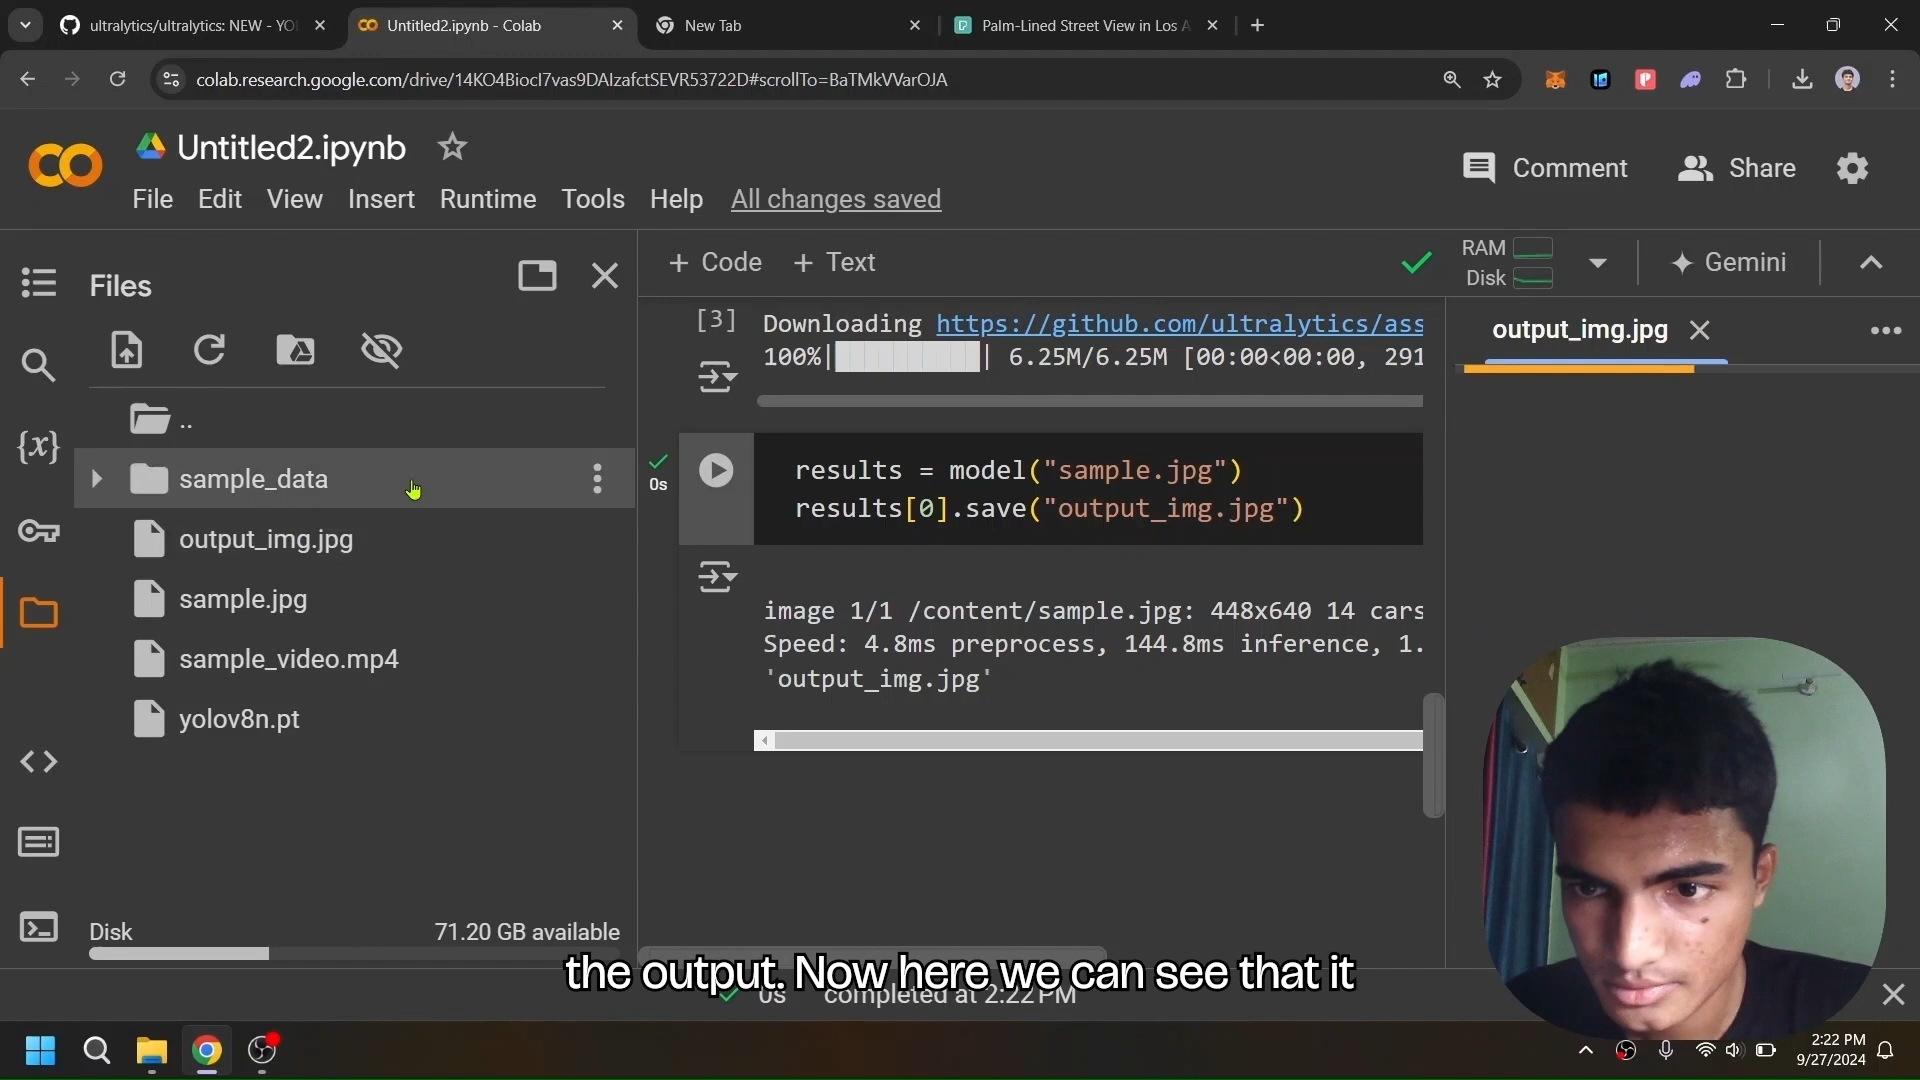 ultralytics/ultralytics: NEW - YO
Untitled2.ipynb - Colab
New Tab
Palm-Lined Street View in Los A
colab.research.google.com/drive/14KO4BiocI7vas9DAIzafctSEVR53722D#scrollTo=BaTMkVVarOJA
Untitled2.ipynb
Comment
Share
File Edit View Insert Runtime Tools Help All changes saved
Files
+ Code + Text
RAM
Disk
Gemini
..
sample_data
output_img.jpg
sample.jpg
sample_video.mp4
yolov8n.pt
Disk
71.20 GB available
[3]
Downloading https://github.com/ultralytics/ass
100%|██████████| 6.25M/6.25M [00:00<00:00, 291
0s
results = model("sample.jpg")
results[0].save("output_img.jpg")
image 1/1 /content/sample.jpg: 448x640 14 cars
Speed: 4.8ms preprocess, 144.8ms inference, 1.
'output_img.jpg'
output_img.jpg
the output. Now here we can see that it
0s completed at 2:22 PM
2:22 PM
9/27/2024